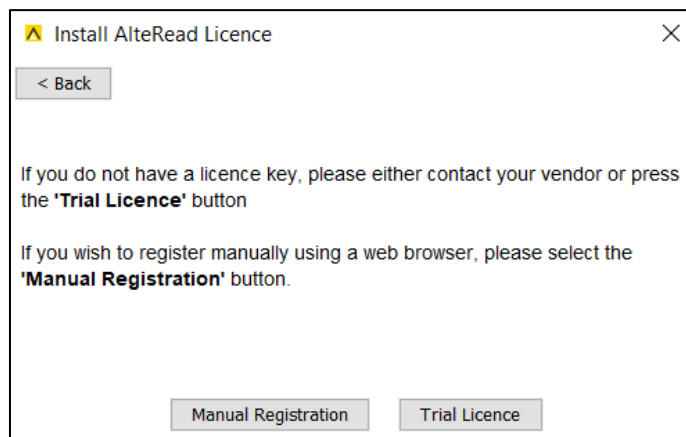 Install AlteRead Licence
< Back
If you do not have a licence key, please either contact your vendor or press
the 'Trial Licence' button
If you wish to register manually using a web browser, please select the
'Manual Registration' button.
Manual Registration Trial Licence